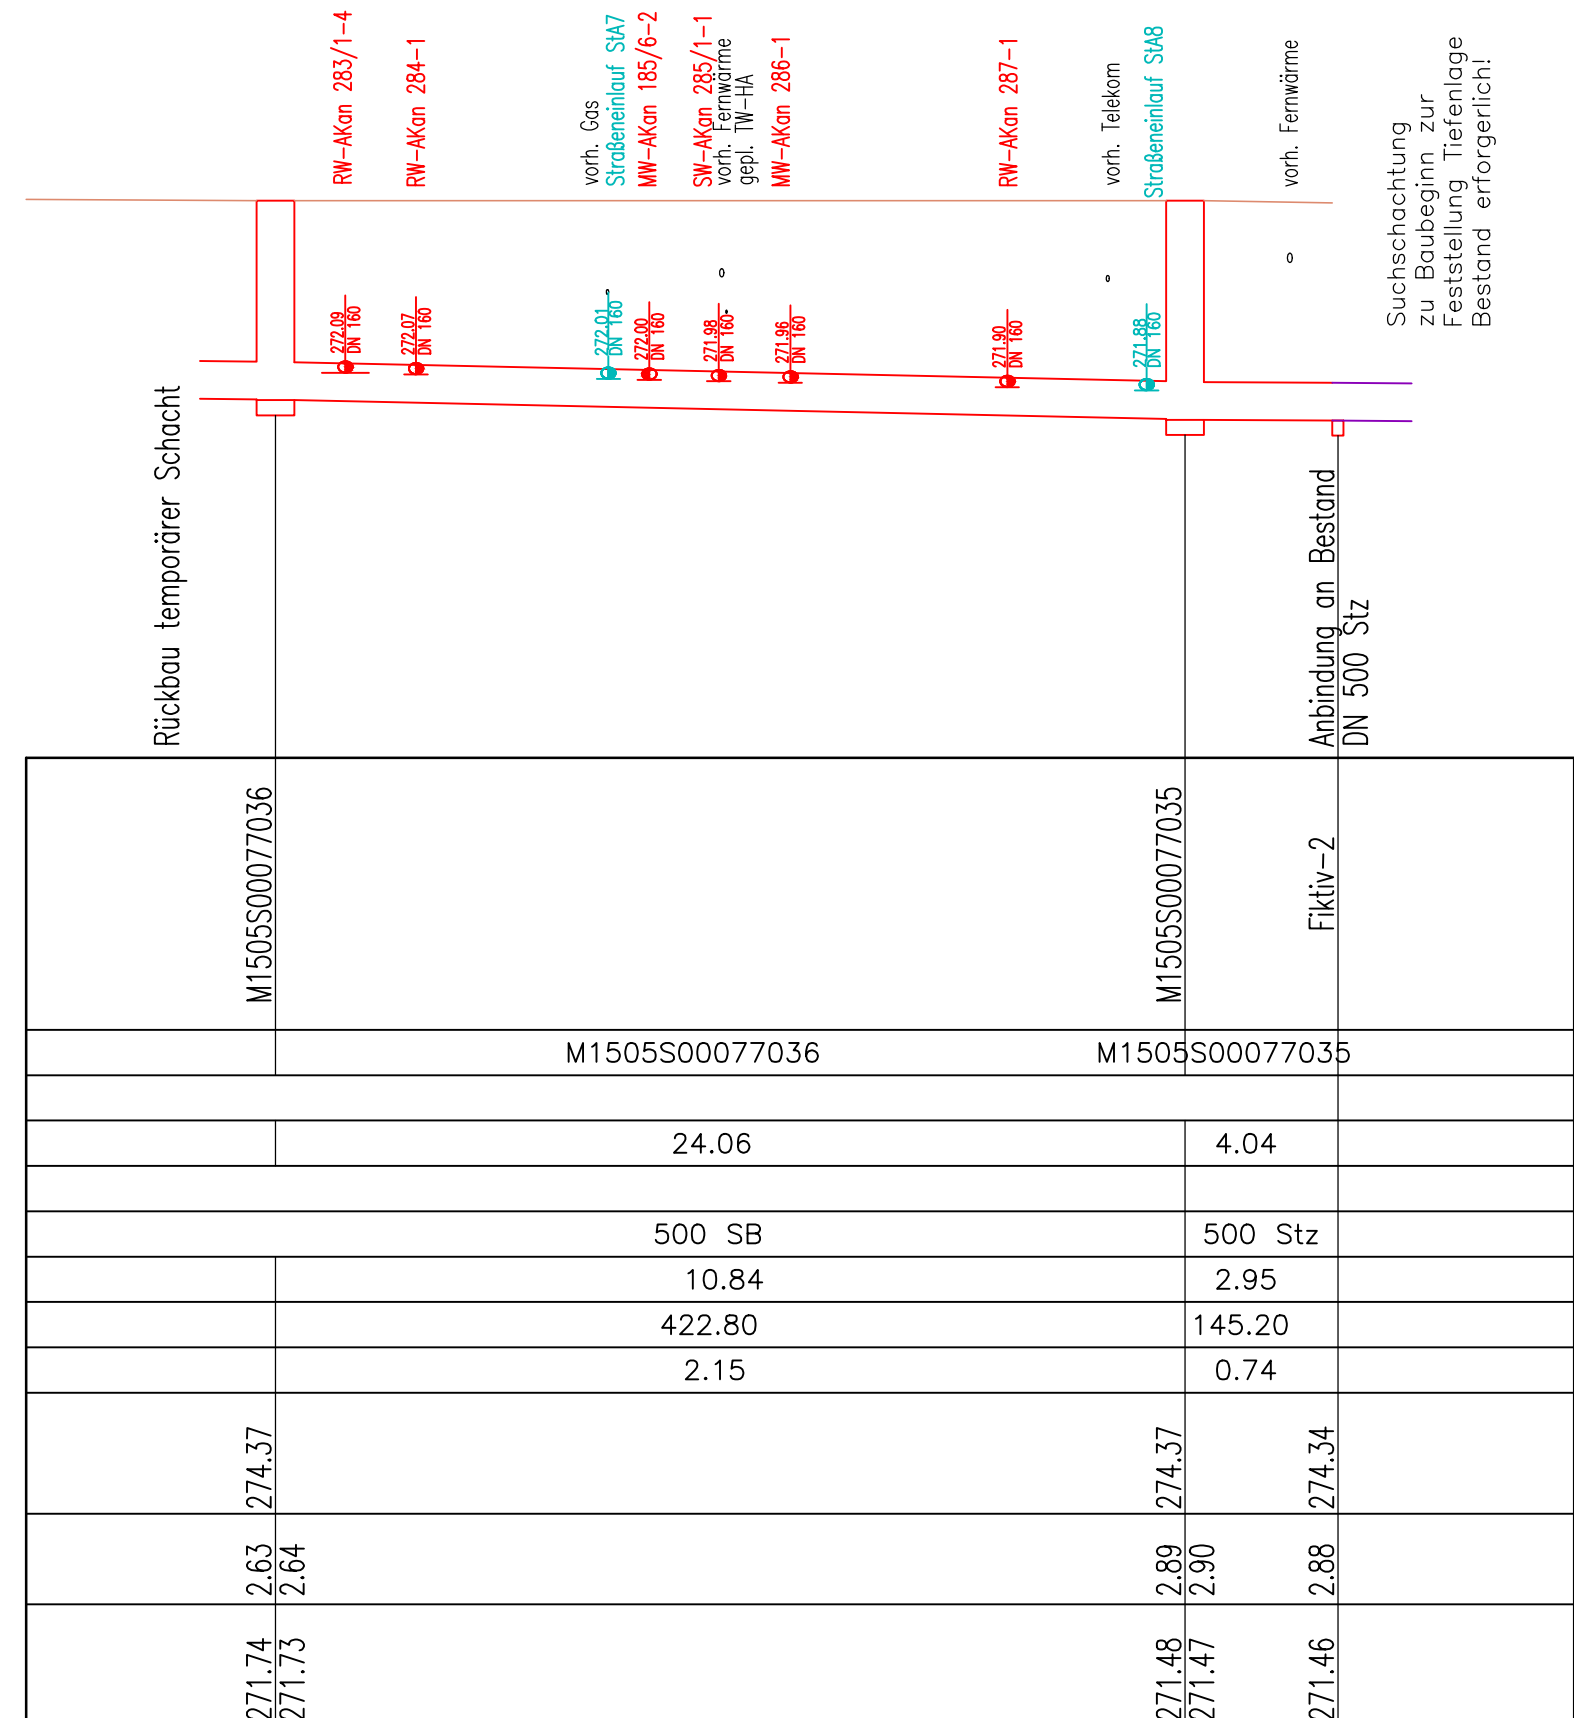 RW-AKan 283/1-4
RW-AKan 284-1
vorh. Gas
Straßeneinlauf StA7
MW-AKan 185/6-2
SW-AKan 285/1-1
vorh. Fernwärme
gepl. TW-HA
MW-AKan 286-1
RW-AKan 287-1
vorh. Telekom
Straßeneinlauf StA8
vorh. Fernwärme
Suchschachtung
zu Baubeginn zur
Feststellung Tiefenlage
Bestand erforgerlich!
272.09
DN 160
272.07
DN 160
272.01
DN 160
272.00
DN 160
271.98
DN 160
271.96
DN 160
271.90
DN 160
271.88
DN 160
Rückbau temporärer Schacht
Anbindung an Bestand
DN 500 Stz
M1505S00077036
M1505S00077035
Fiktiv-2
M1505S00077036
M1505S00077035
24.06
4.04
500 SB
500 Stz
10.84
2.95
422.80
145.20
2.15
0.74
274.37
274.37
274.34
2.63
2.64
2.89
2.90
2.88
271.74
271.73
271.48
271.47
271.46